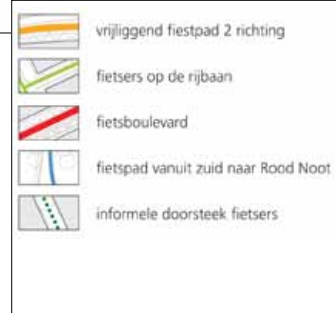 vrijliggend fiestpad 2 richting
fietsers op de rijbaan
fietsboulevard
fietspad vanuit zuid naar Rood Noot
informele doorsteek fietsers